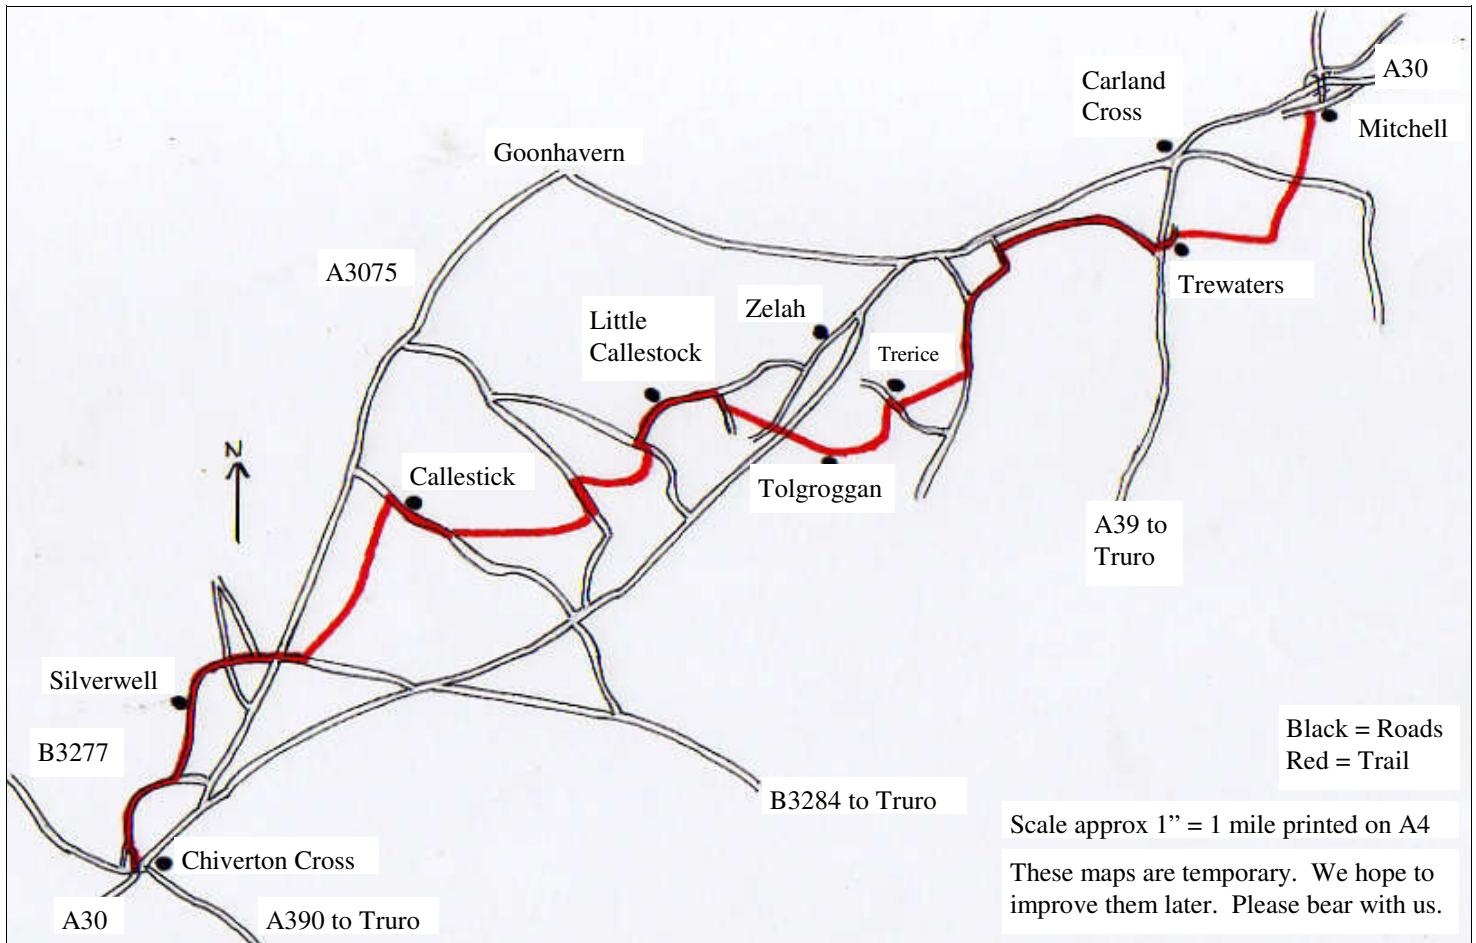 A30
Carland
Cross
Mitchell
Goonhavern
A3075
Little
Callestock
Zelah
Trerice
Trewaters
N
Callestick
Tolgroggan
A39 to
Truro
Silverwell
B3277
Black = Roads
Red = Trail
B3284 to Truro
Scale approx 1” = 1 mile printed on A4
Chiverton Cross
These maps are temporary.  We hope to
improve them later.  Please bear with us.
A30
A390 to Truro